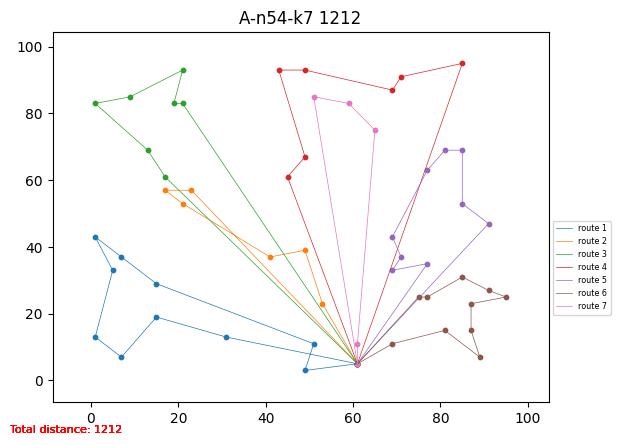 A-n54-k7 1212
100
80
60
40
20
0
0 20 40 60 80 100
route 1
route 2
route 3
route 4
route 5
route 6
route 7
Total distance: 1212